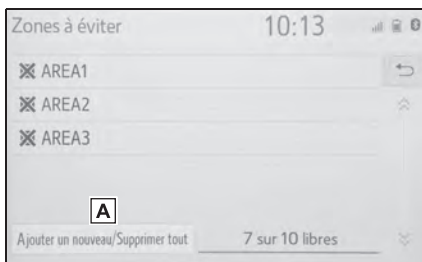 Zones à éviter 10:13
AREA1
AREA2
AREA3
A
Ajouter un nouveau/Supprimer tout 7 sur 10 libres